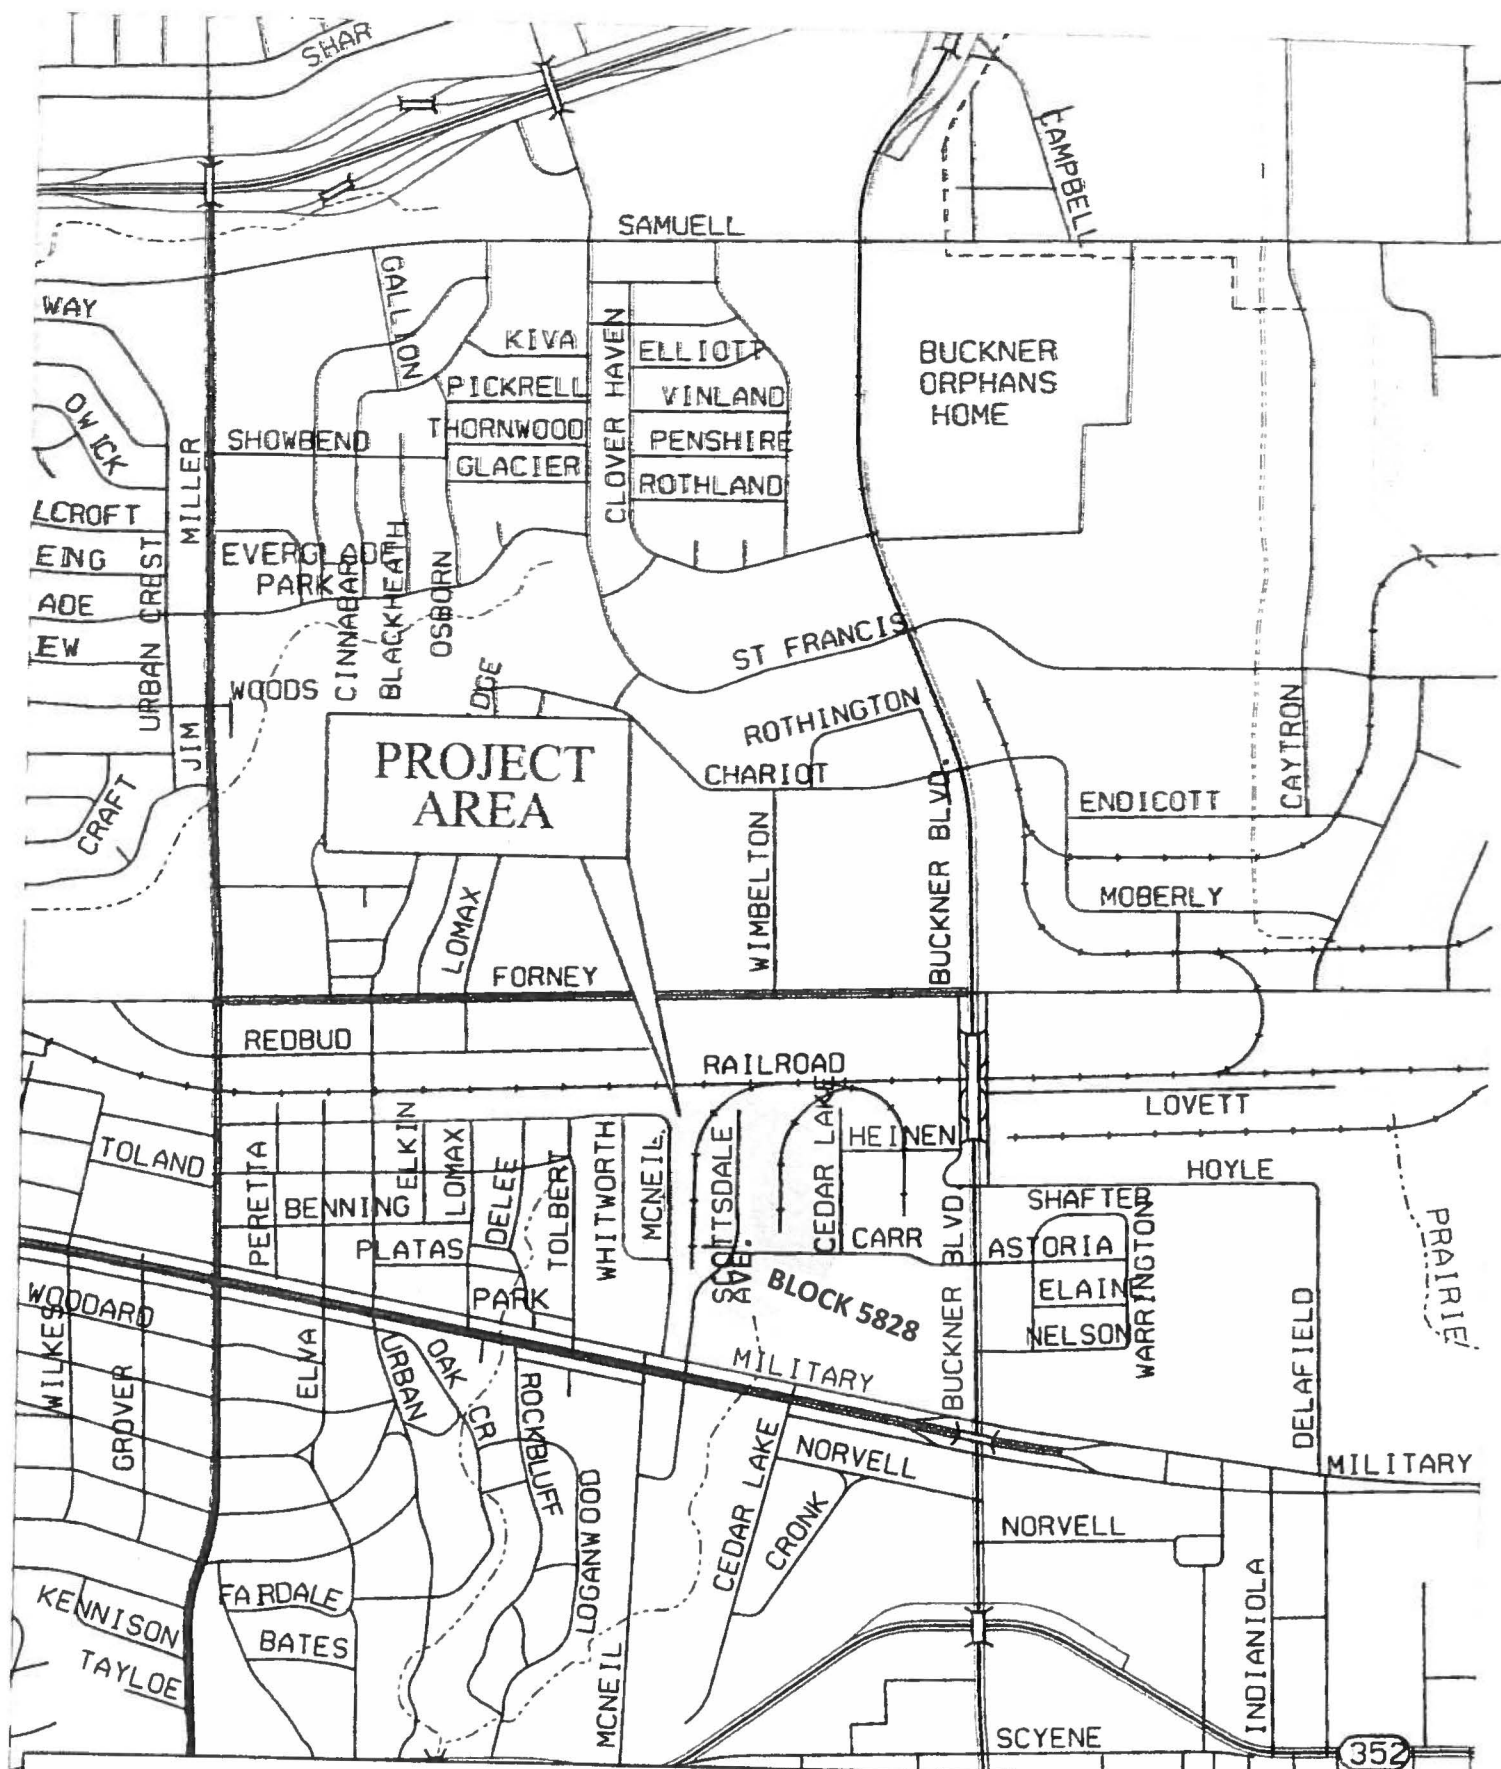 SHAR
CAMPBELL
SAMUELL
GALLION
WAY
KIVA
CLOVER HAVEN
ELLIOTT
BUCKNER
ORPHANS
HOME
PICKRELL
VINLAND
OWICK
SHOWBEND
THORNWOOD
PENSHIRE
MILLER
GLACIER
ROTHLAND
LCROFT
EING
EVERGLADE
PARK
ADE
EW
URBAN CREST
CINNABAR
BLACKHEATH
OSBORN
ST FRANCIS
WOODS
DGE
JIM
ROTHINGTON
CAYTRON
PROJECT
AREA
CHARIOT
ENDICOTT
CRAFT
WIMBELTON
BUCKNER BLVD.
MOBERLY
LOMAX
FORNEY
REDBUD
RAILROAD
LOVETT
TOLAND
PERETTA
ELKIN
LOMAX
DELEE
TOLBERT
WHITWORTH
MCNEIL
SCOTTSDALE
AVE.
CEDAR LAKE
HEINEN
HOYLE
BENNING
SHAFTER
PLATAS
CARR
BUCKNER BLVD
ASTORIA
WARRINGTON
PRAIRIE
PARK
BLOCK 5828
ELAINE
WOODARD
NELSON
WILKES
GROVER
ELVA
URBAN
OAK
CR
ROCKBLUFF
MILITARY
DELAFIELD
NORVELL
MILITARY
CEDAR LAKE
CRONK
LOGANWOOD
NORVELL
KENNISON
FAIRDALE
BATES
TAYLOE
MCNEIL
INDIANIOLA
SCYENE
352